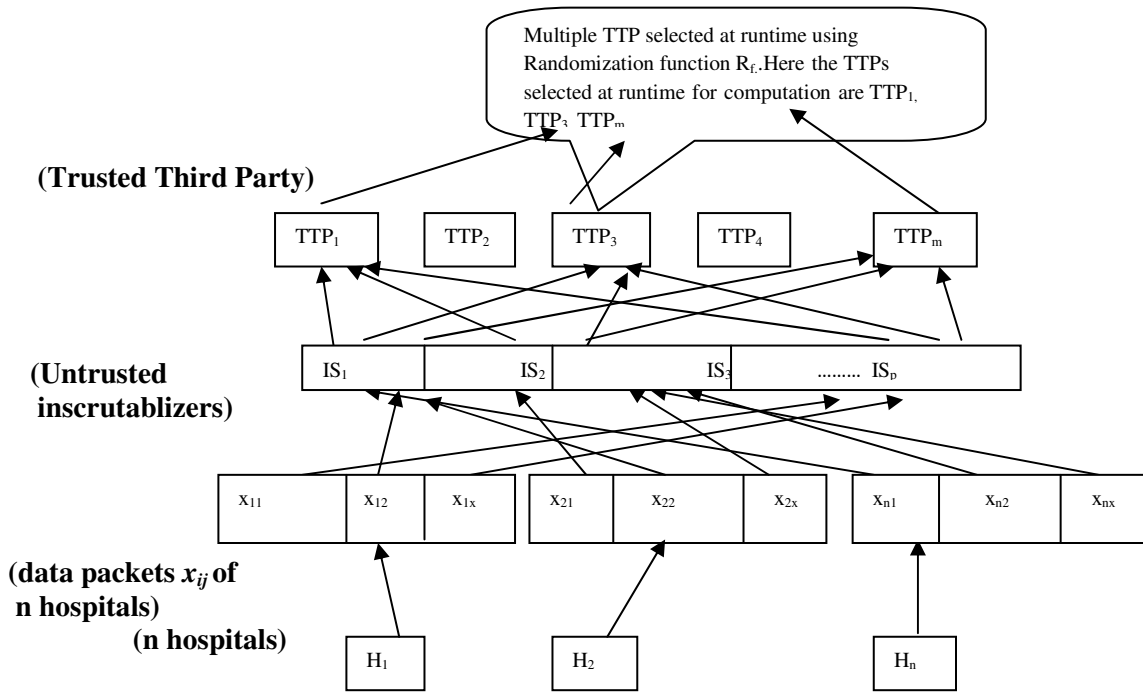 Multiple TTP selected at runtime using
Randomization function Rf..Here the TTPs
selected at runtime for computation are TTP1,
TTP3 TTPm
(Trusted Third Party)
TTP1 TTP2 TTP3 TTP4 TTPm
(Untrusted
inscrutablizers)
IS1 IS2 IS3 ......... ISp
x11 x12 x1x x21 x22 x2x xn1 xn2 xnx
(data packets xij of
n hospitals)
(n hospitals)
H1 H2 Hn